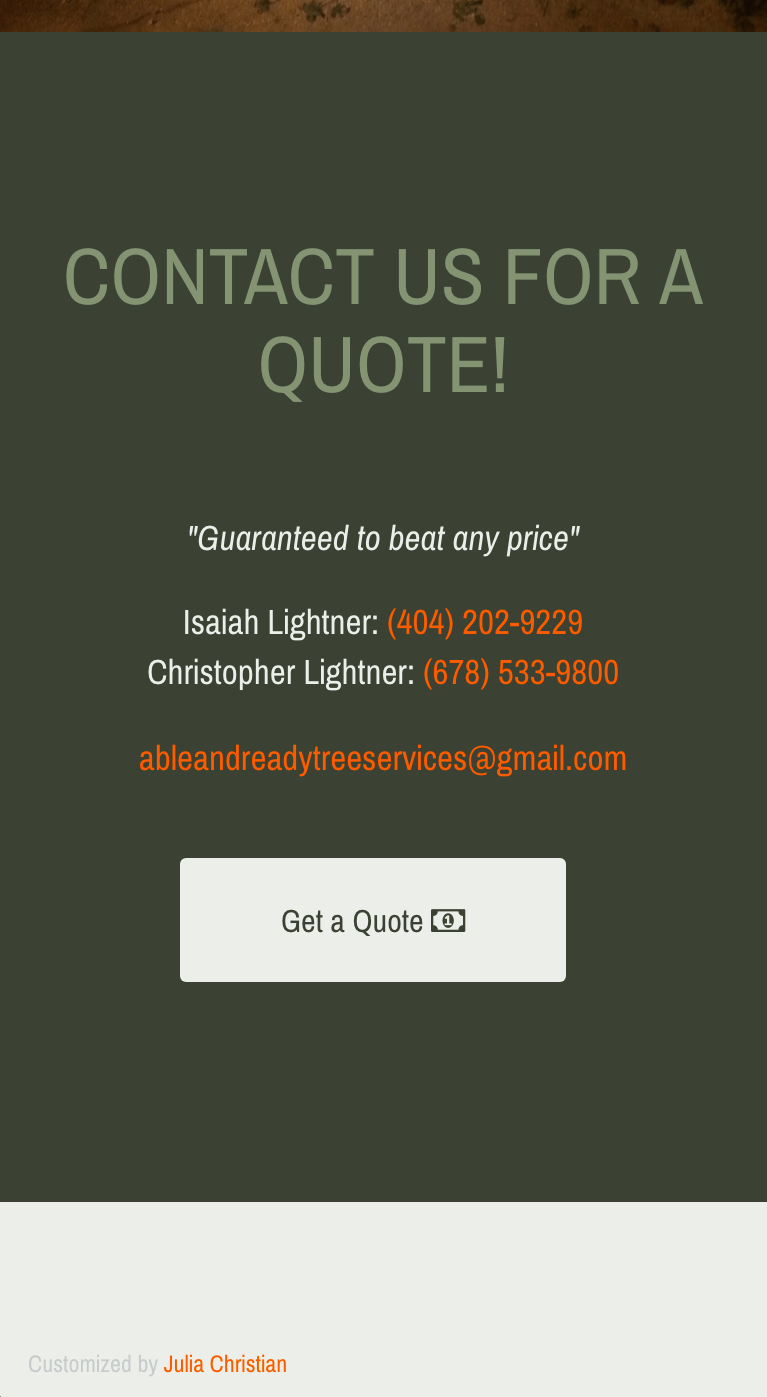 CONTACT US FOR A
QUOTE!
"Guaranteed to beat any price"
Isaiah Lightner: (404) 202-9229
Christopher Lightner: (678) 533-9800
ableandreadytreeservices@gmail.com
Get a Quote
Customized by Julia Christian